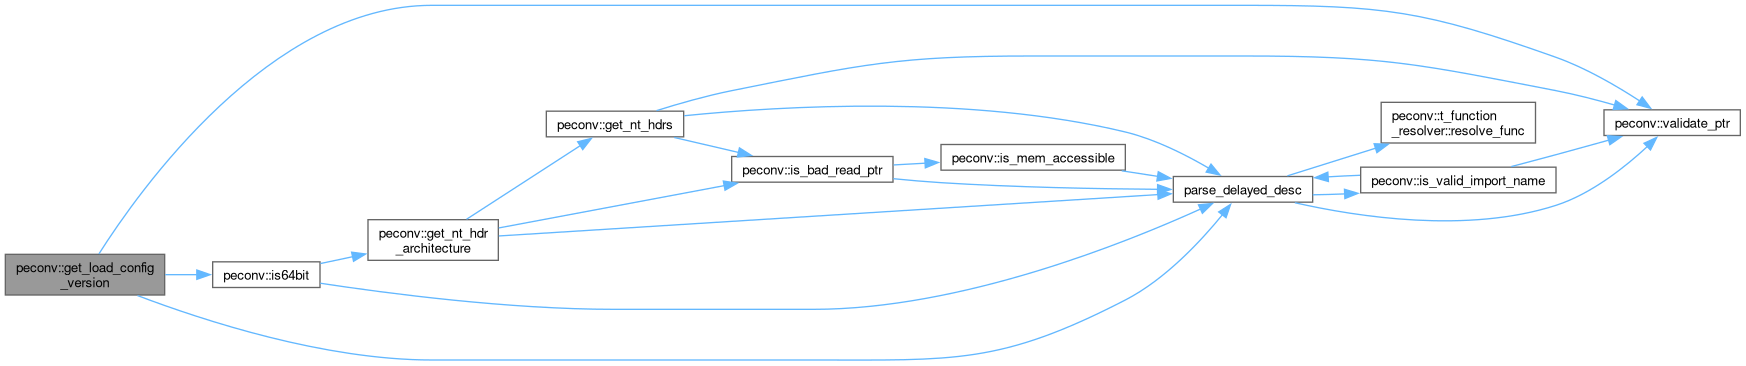 peconv::get_load_config
_version
peconv::is64bit
peconv::get_nt_hdr
_architecture
peconv::get_nt_hdrs
peconv::is_bad_read_ptr
peconv::is_mem_accessible
parse_delayed_desc
peconv::t_function
_resolver::resolve_func
peconv::is_valid_import_name
peconv::validate_ptr